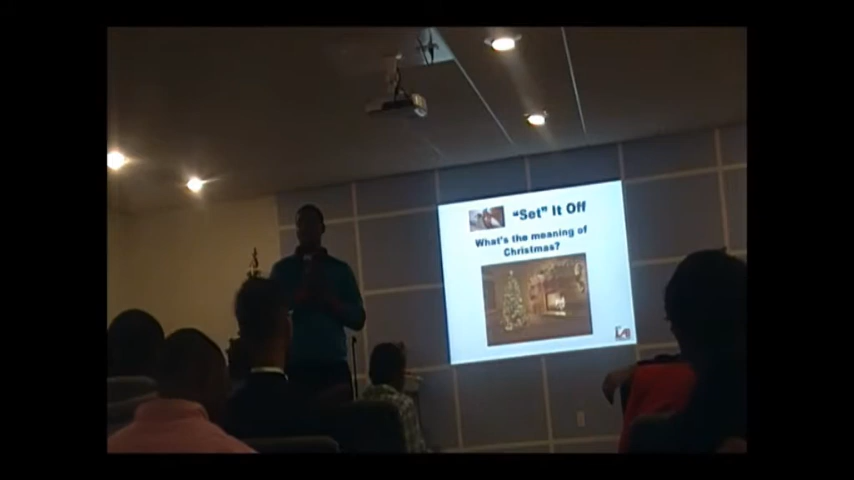 "Set" It Off
What's the meaning of
Christmas?